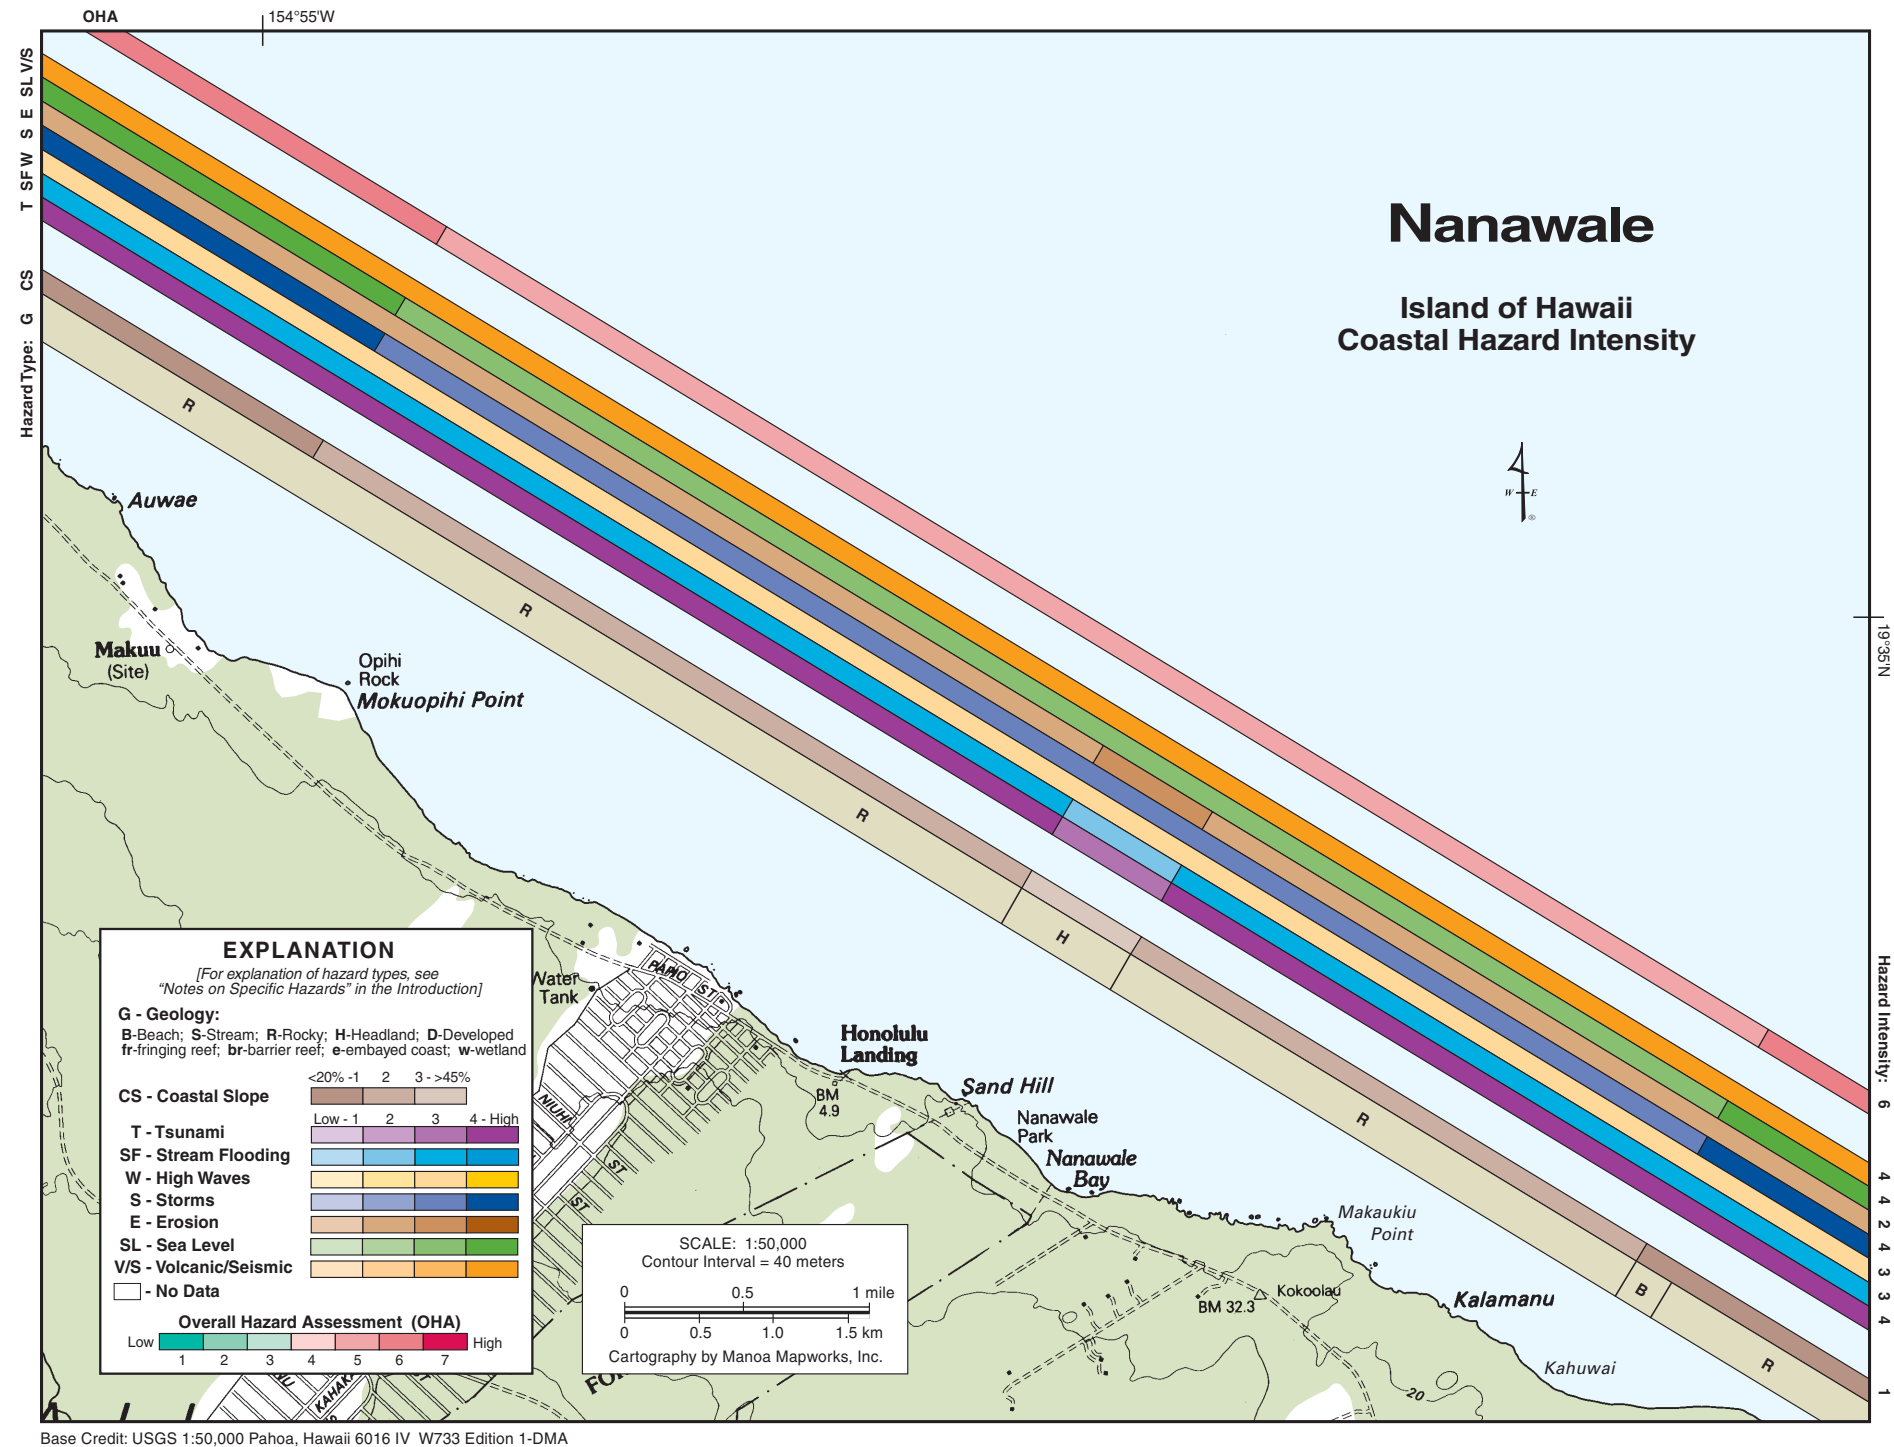 OHA
154°55'W
Hazard Type: G CS T SF W S E SL V/S
Nanawale
Island of Hawaii
Coastal Hazard Intensity
W E
®
19°35'N
R
R
R
H
R
B
R
Auwae
Makuu
(Site)
Opihi
Rock
Mokuopihi Point
Water
Tank
PAPIO
ST
NIUHI
ST
ST
Honolulu
Landing
BM
4.9
Sand Hill
Nanawale
Park
Nanawale
Bay
Makaukiu
Point
Kokoolau
BM 32.3
Kalamanu
Kahuwai
20
Hazard Intensity: 6 4 4 2 4 3 3 4 1
EXPLANATION
[For explanation of hazard types, see
“Notes on Specific Hazards” in the Introduction]
G - Geology:
B-Beach; S-Stream; R-Rocky; H-Headland; D-Developed
fr-fringing reef; br-barrier reef; e-embayed coast; w-wetland
<20% -1 2 3 - >45%
CS - Coastal Slope
Low - 1 2 3 4 - High
T - Tsunami
SF - Stream Flooding
W - High Waves
S - Storms
E - Erosion
SL - Sea Level
V/S - Volcanic/Seismic
- No Data
Overall Hazard Assessment (OHA)
Low High
1 2 3 4 5 6 7
SCALE: 1:50,000
Contour Interval = 40 meters
0 0.5 1 mile
0 0.5 1.0 1.5 km
Cartography by Manoa Mapworks, Inc.
Base Credit: USGS 1:50,000 Pahoa, Hawaii 6016 IV W733 Edition 1-DMA